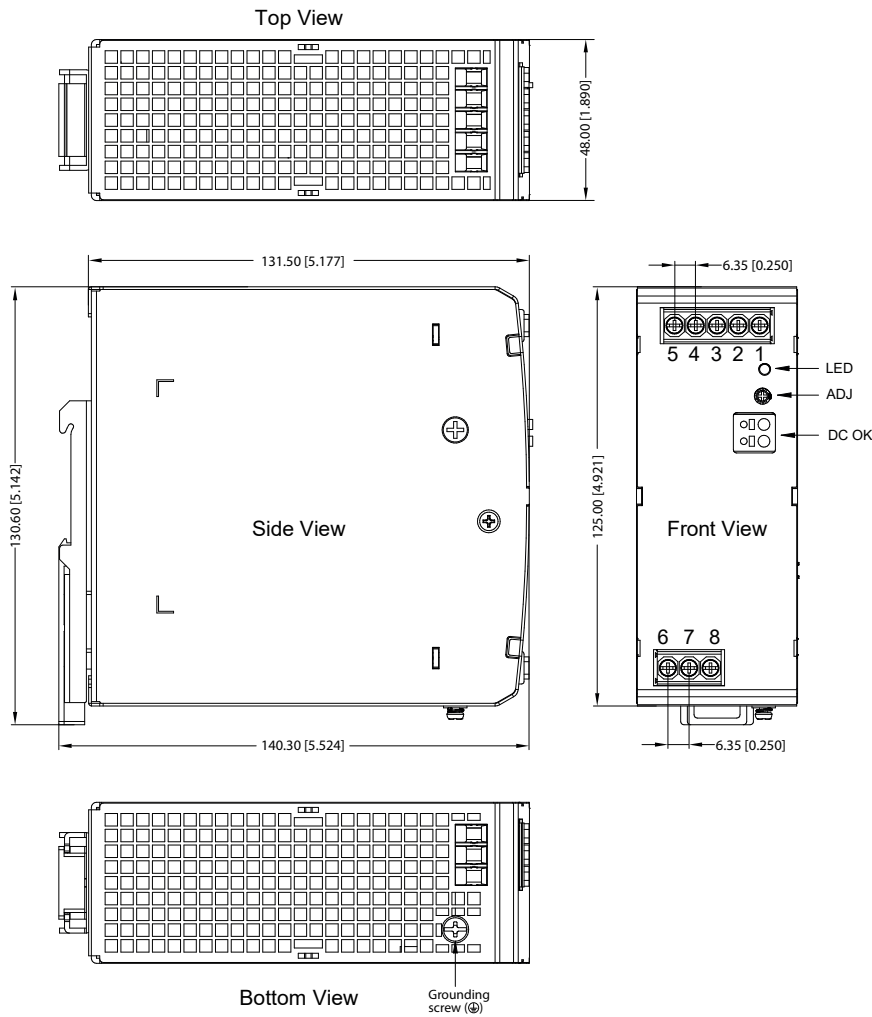 Top View
48.00 [1.890]
131.50 [5.177]
6.35 [0.250]
5 4 3 2 1
LED
ADJ
DC OK
130.60 [5.142]
125.00 [4.921]
Side View
Front View
6 7 8
140.30 [5.524]
6.35 [0.250]
Bottom View
Grounding
screw (⏚)